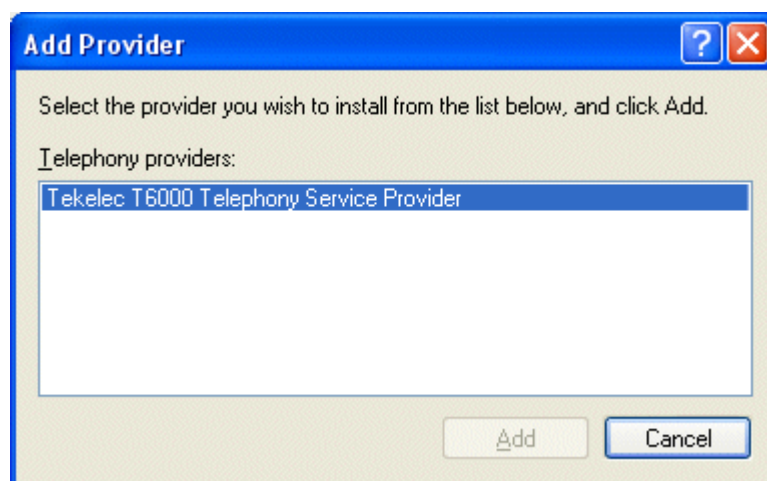 Add Provider
Select the provider you wish to install from the list below, and click Add.
Telephony providers:
Tekelec T6000 Telephony Service Provider
Add
Cancel